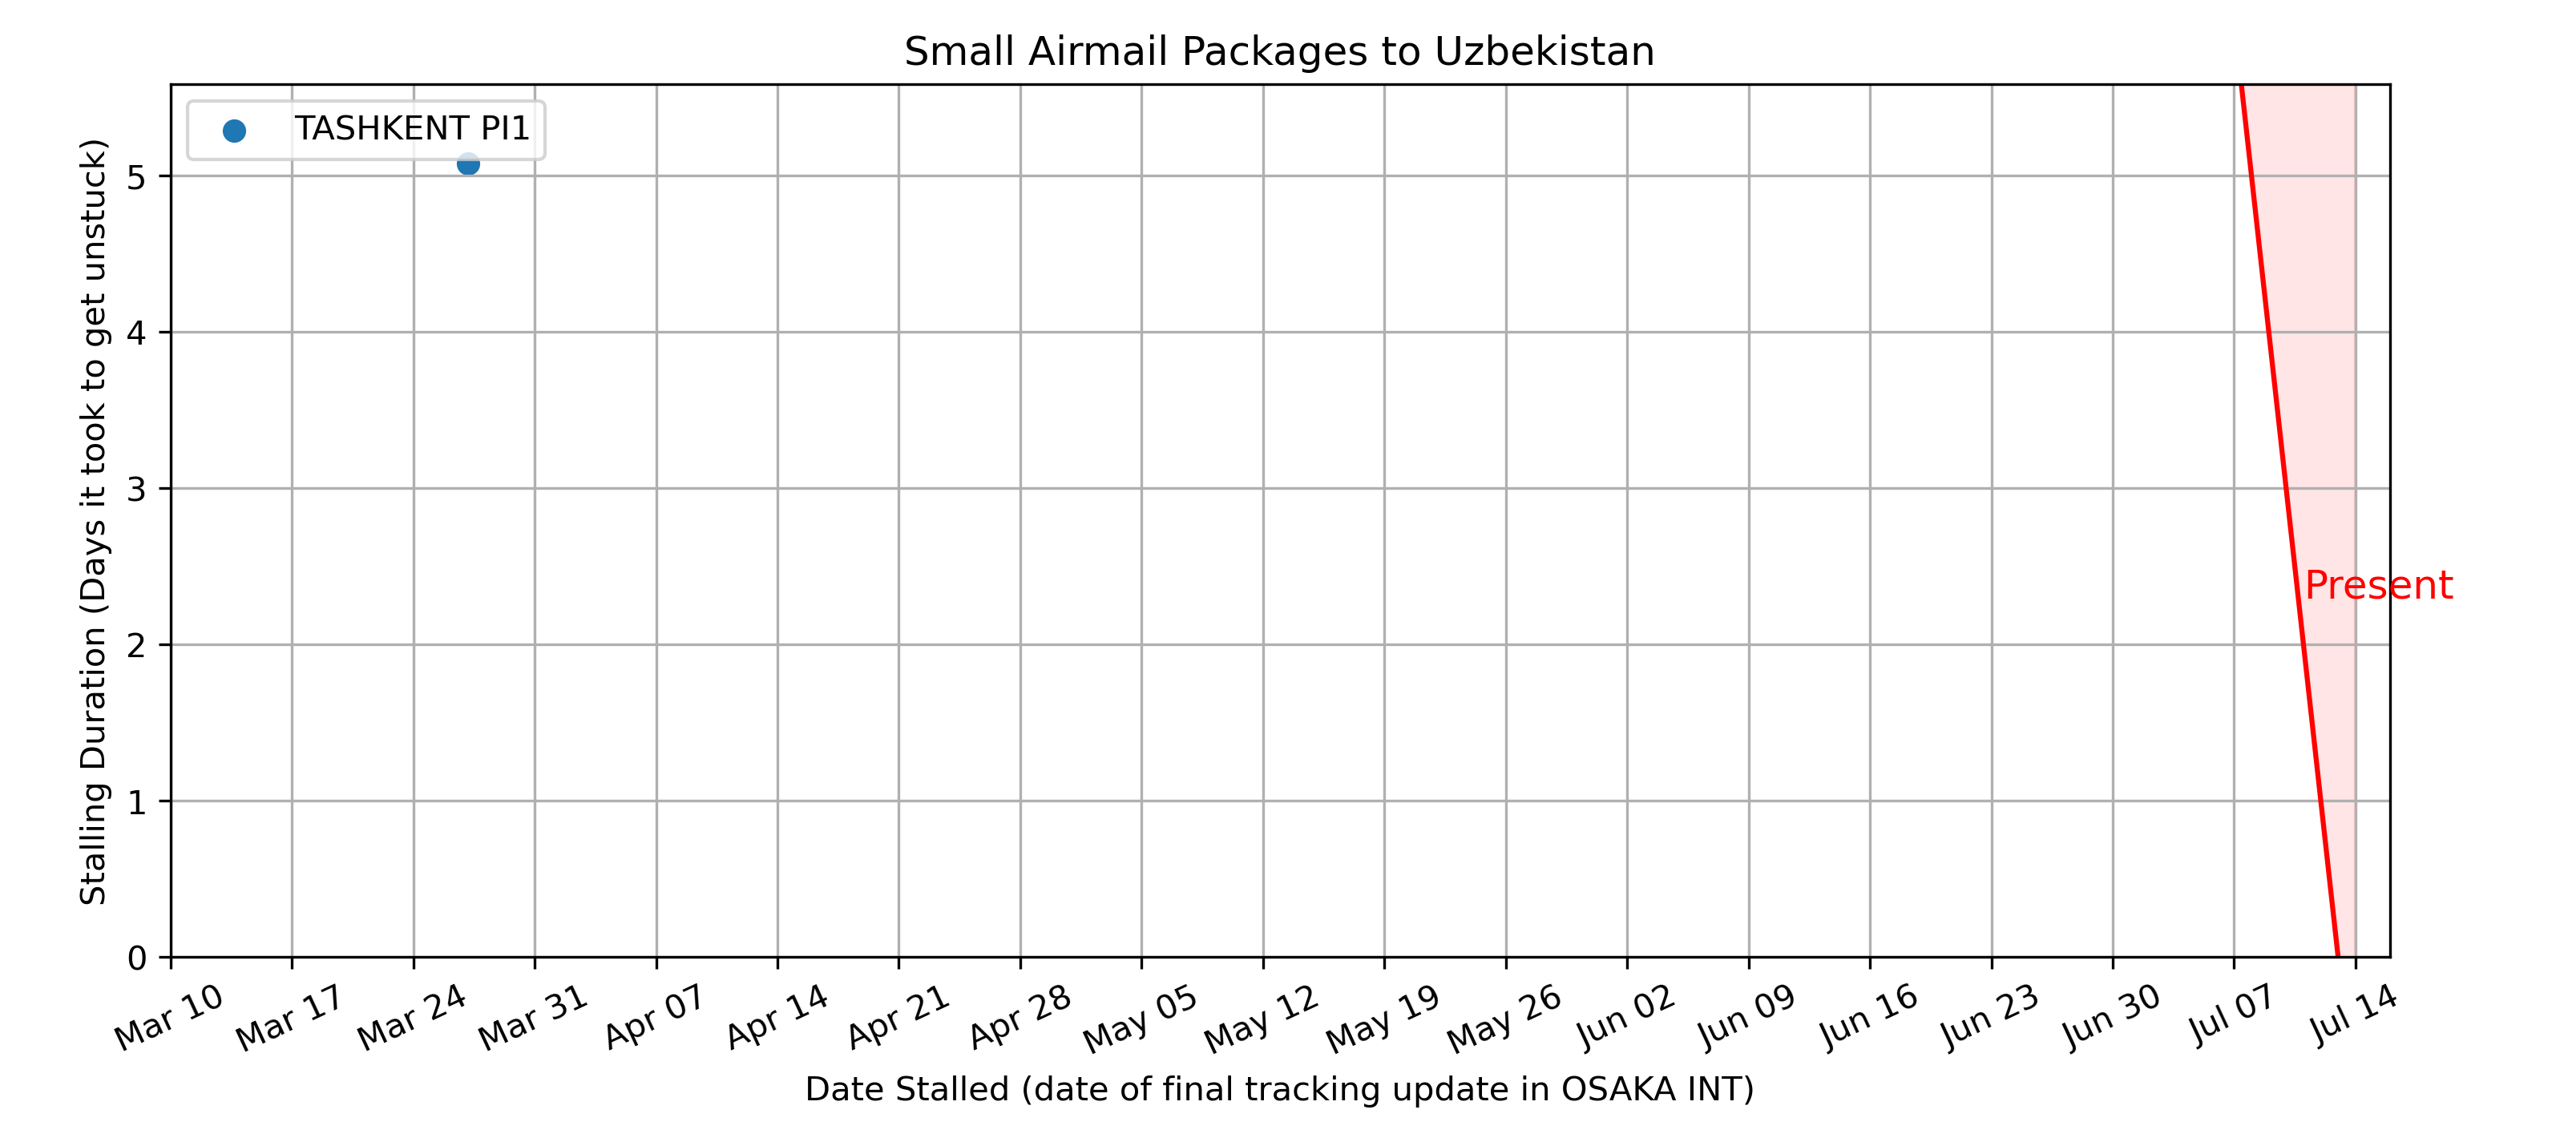 Small Airmail Packages to Uzbekistan
TASHKENT PI1
Stalling Duration (Days it took to get unstuck)
5
4
3
2
1
0
Present
Mar 10
Mar 17
Mar 24
Mar 31
Apr 07
Apr 14
Apr 21
Apr 28
May 05
May 12
May 19
May 26
Jun 02
Jun 09
Jun 16
Jun 23
Jun 30
Jul 07
Jul 14
Date Stalled (date of final tracking update in OSAKA INT)